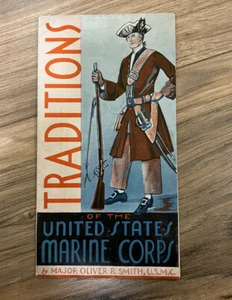 TRADITIONS
OF THE
UNITED STATES
MARINE CORPS
by MAJOR OLIVER P. SMITH, U.S.M.C.